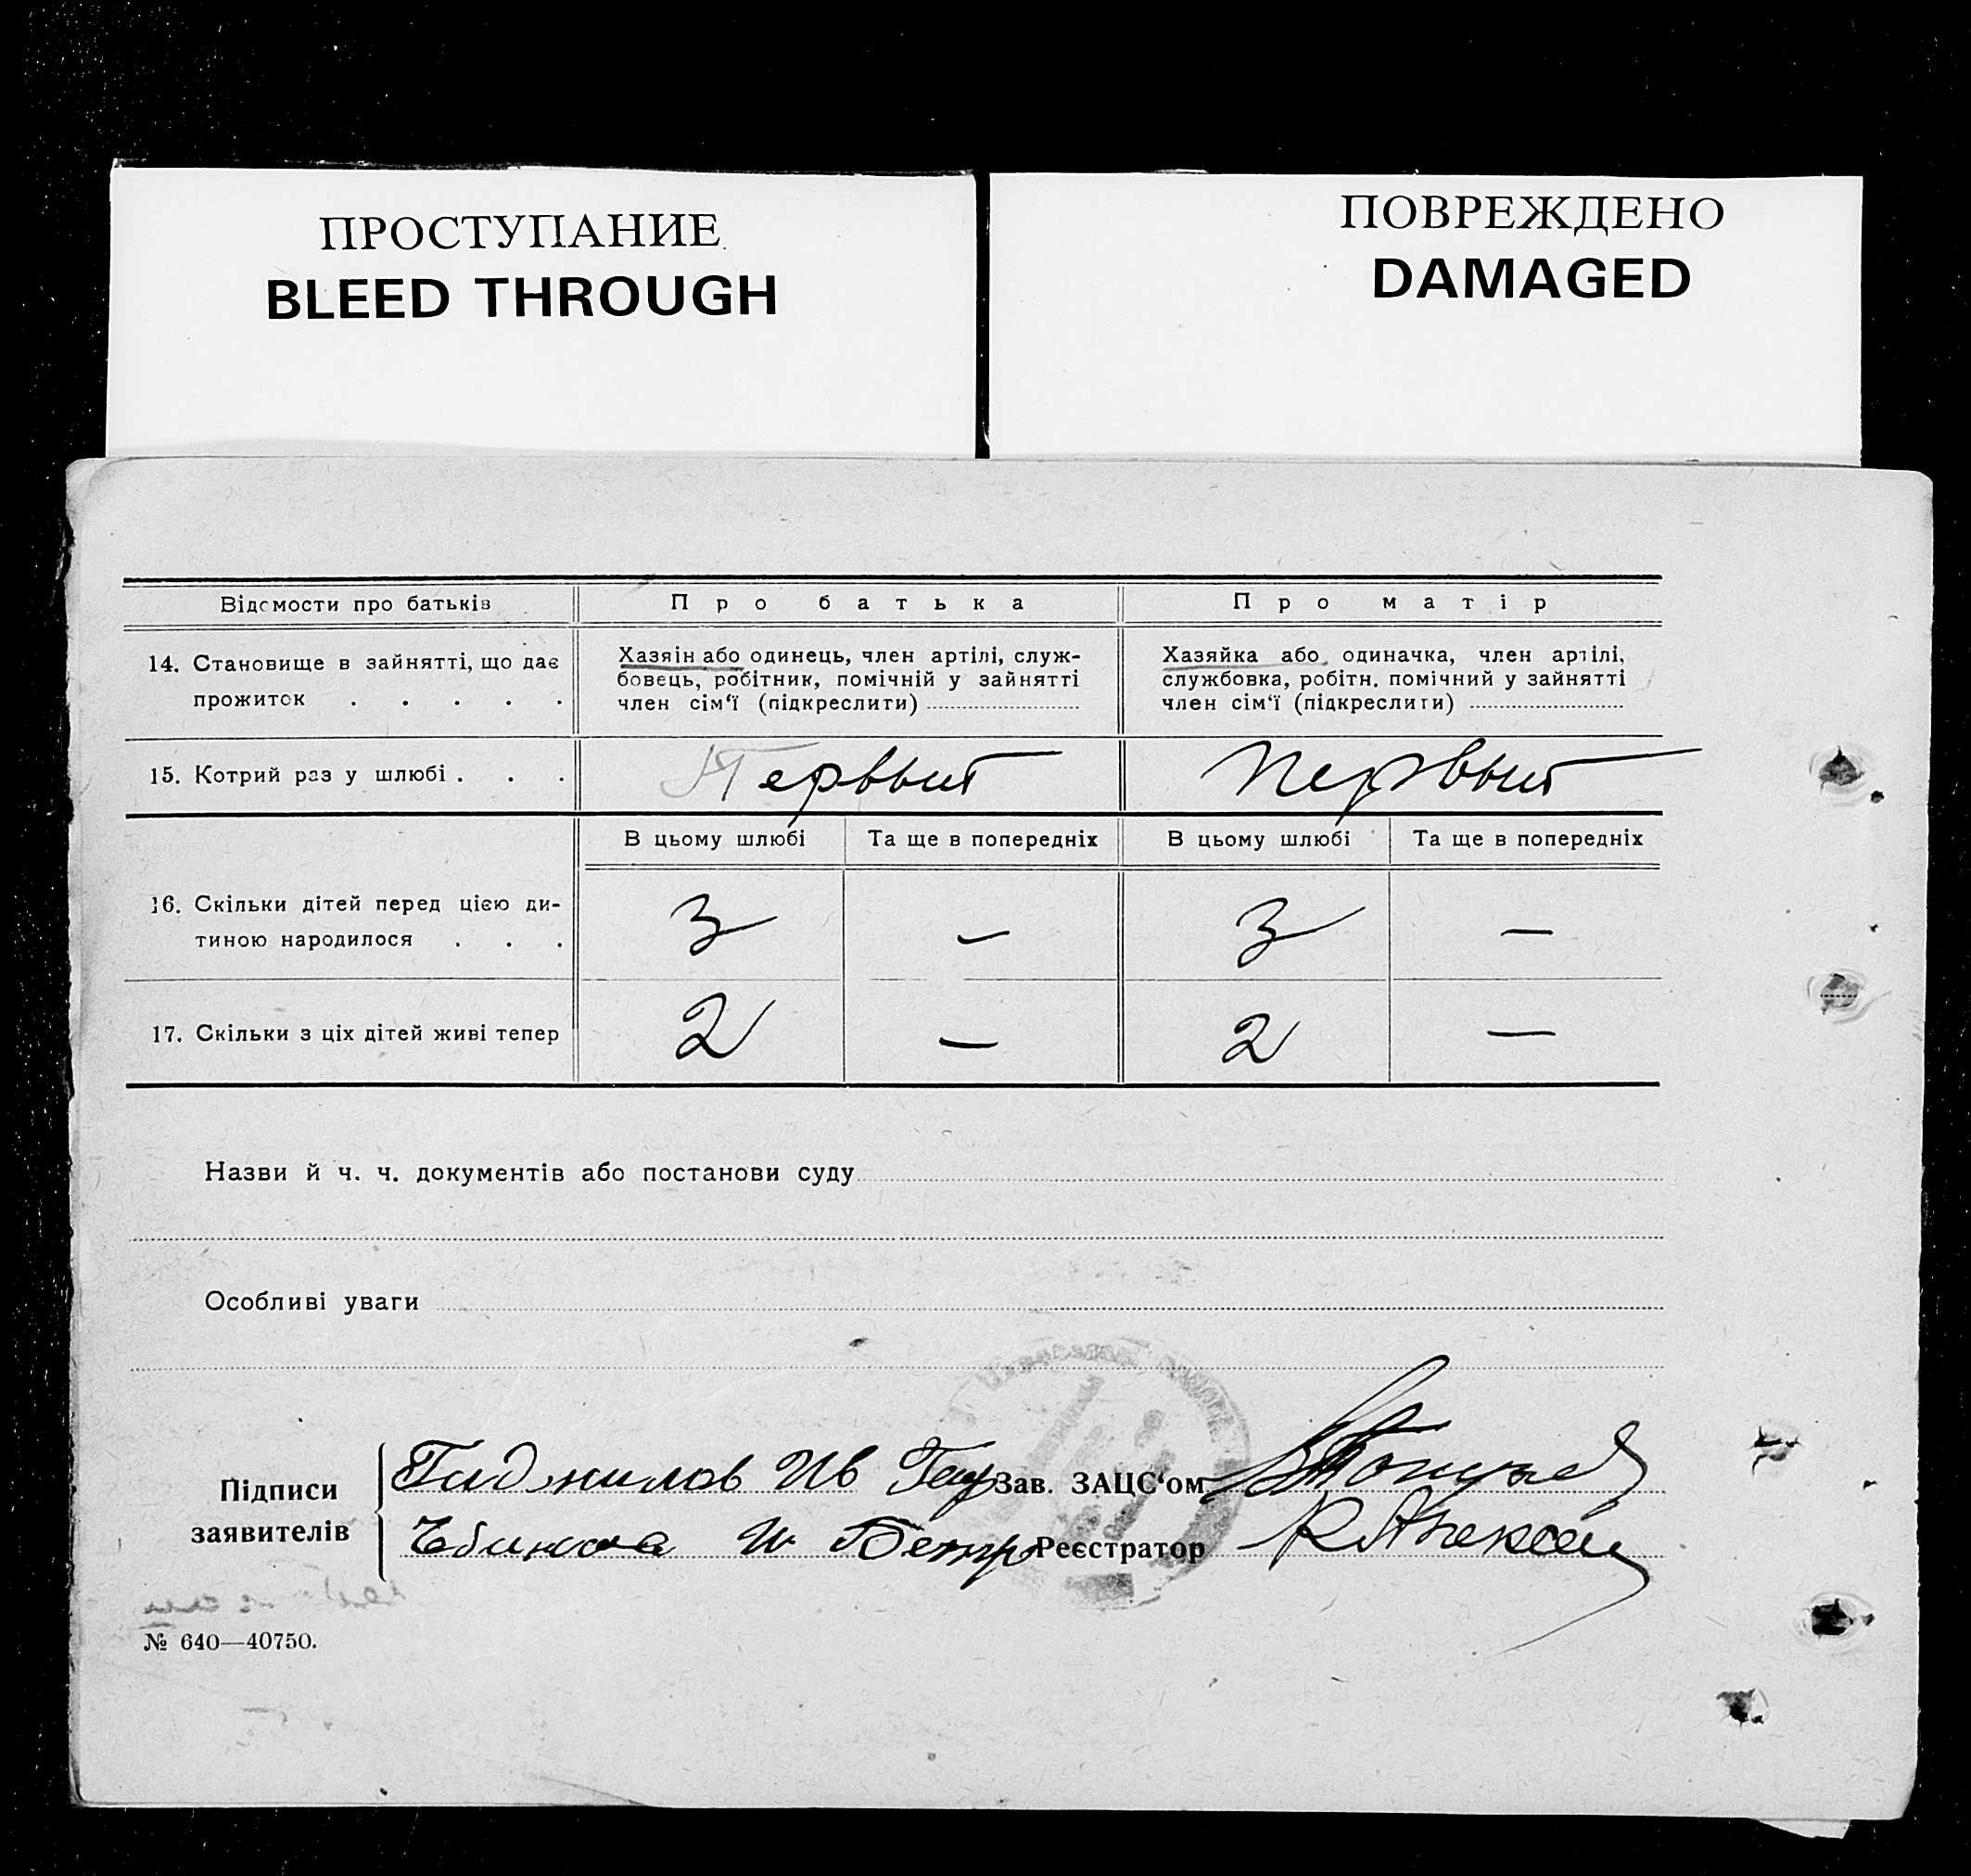 ПРОСТУПАНИЕ
BLEED THROUGH
ПОВРЕЖДЕНО
DAMAGED
Відомости про батьків
Про батька
Про матір
14. Становище в зайнятті, що дає
прожиток . . . . .
Хазяін або одинець, член артілі, служ-
бовець, робітник, помічній у зайнятті
член сім‘ї (підкреслити)
Хазяйка або одиначка, член артілі,
службовка, робітн. помічний у зайнятті
член сім‘ї (підкреслити)
15. Котрий раз у шлюбі . . .
Первый
Первый
В цьому шлюбі
Та ще в попередніх
В цьому шлюбі
Та ще в попередніх
16. Скільки дітей перед цією ди-
тиною народилося . . .
3 — 3 —
17. Скільки з ціх дітей живі тепер
2 — 2 —
Назви й ч. ч. документів або постанови суду
Особливі уваги
Підписи
заявителів
Гаджилов Ив
Зав. ЗАЦС‘ом
Реєстратор
№ 640—40750.